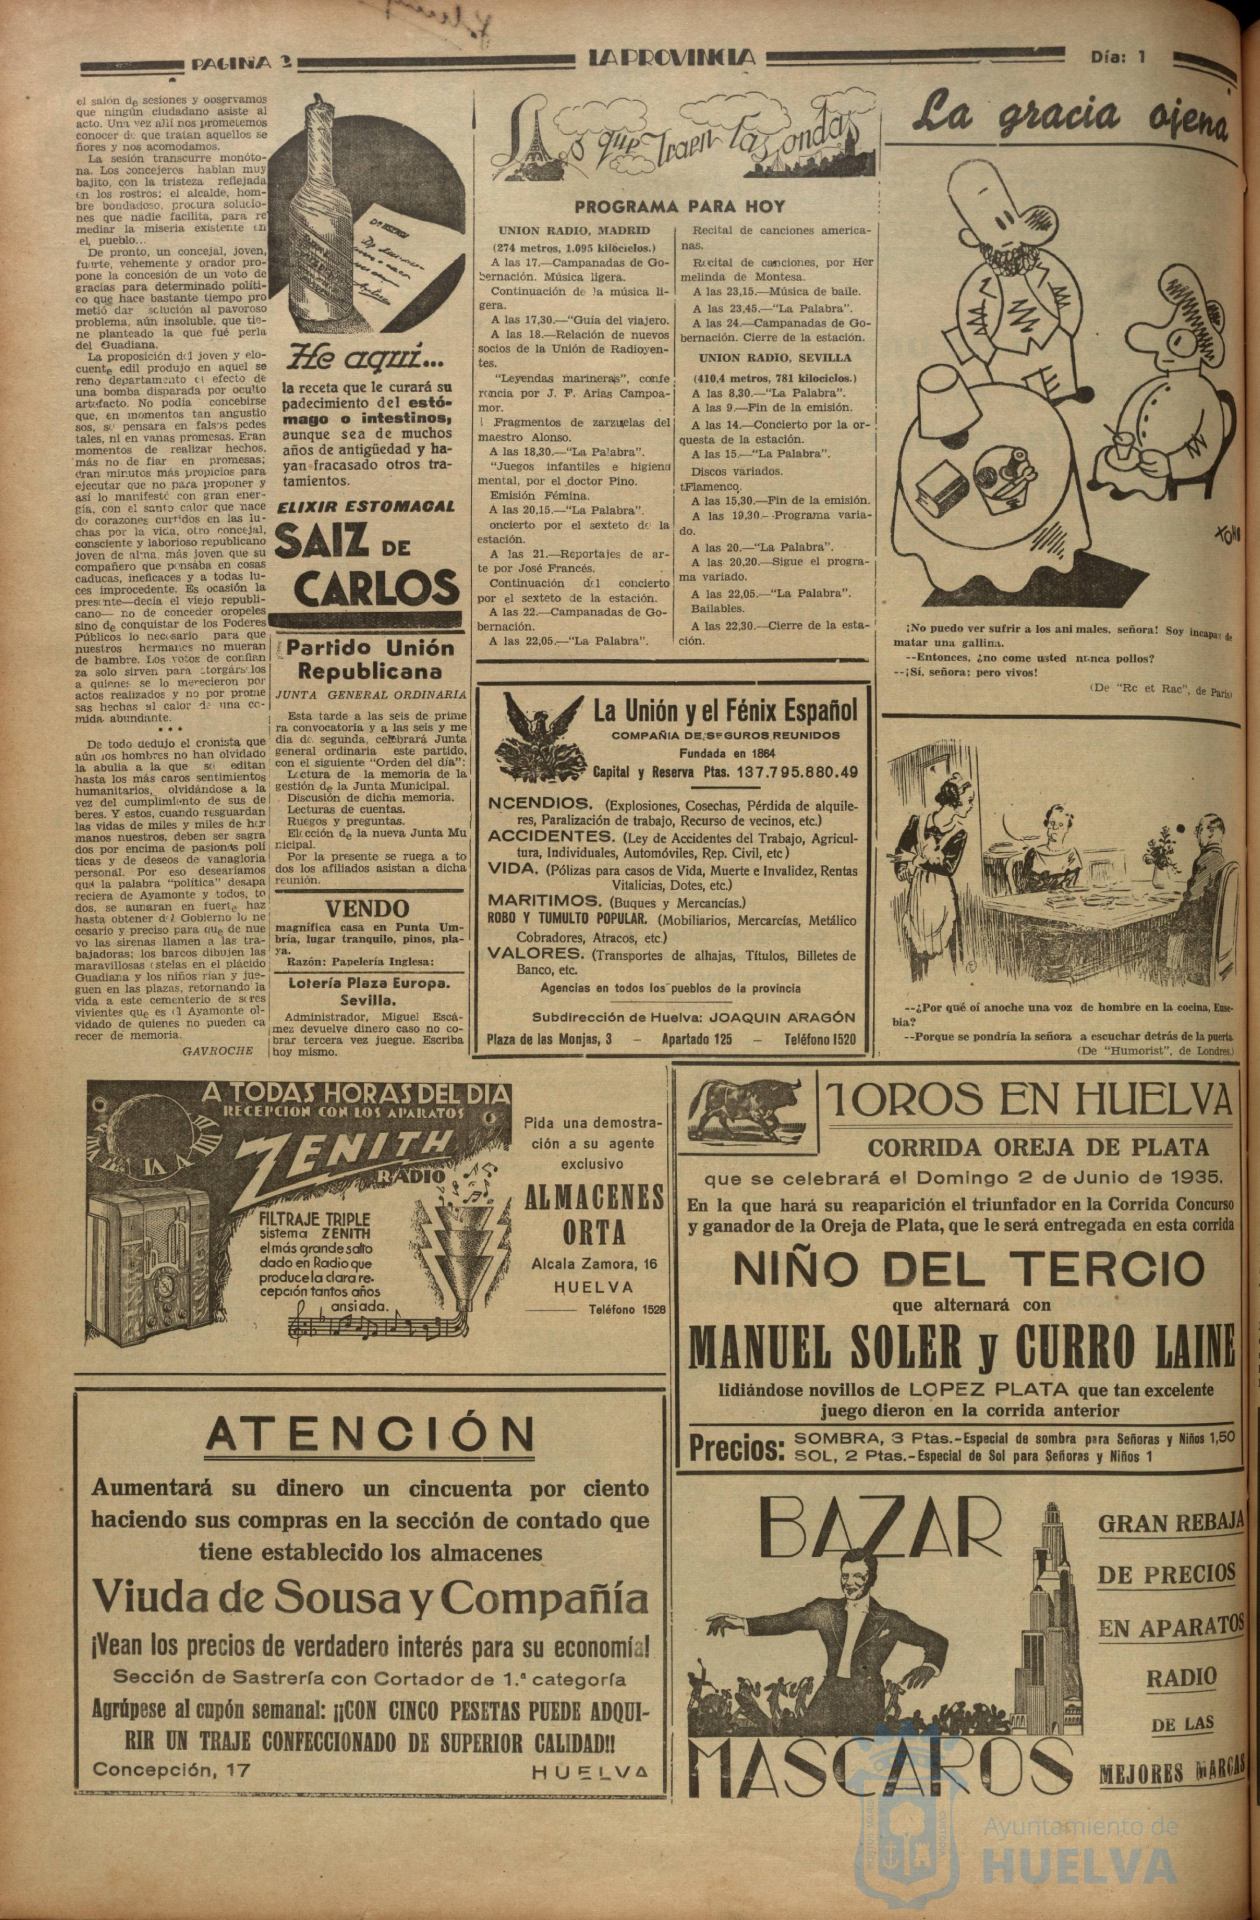 PAGINA 2
LA PROVINCIA
Día: 1
el salón de sesiones y observamos
que ningún ciudadano asiste al
acto. Una vez allí nos prometemos
conocer de que tratan aquellos se
ñores y nos acomodamos.
La sesión transcurre monóto-
na. Los concejeros hablan muy
bajito, con la tristeza reflejada
en los rostros; el alcalde, hom-
bre bondadoso, procura solucio-
nes que nadie facilita, para re
mediar la miseria existente en
el pueblo...
De pronto, un concejal, joven,
fuerte, vehemente y orador pro-
pone la concesión de un voto de
gracias para determinado políti-
co que hace bastante tiempo pro
metió dar solución al pavoroso
problema, aún insoluble, que tie-
ne planteado la que fué perla
del Guadiana.
La proposición del joven y elo-
cuente edil produjo en aquel se
reno departamento el efecto de
una bomba disparada por oculto
artefacto. No podía concebirse
que, en momentos tan angustio
sos, se pensara en falsos pedes
tales, ni en vanas promesas. Eran
momentos de realizar hechos,
más no de fiar en promesas;
eran minutos más propicios para
ejecutar que no para proponer y
así lo manifestó con gran ener-
gía, con el santo calor que nace
de corazones curtidos en las lu-
chas por la vida, otro concejal,
consciente y laborioso republicano
joven de alma, más joven que su
compañero que pensaba en cosas
caducas, ineficaces y a todas lu-
ces improcedente. Es ocasión la
presente—decía el viejo republi-
cano— no de conceder oropeles
sino de conquistar de los Poderes
Públicos lo necesario para que
nuestros hermanos no mueran
de hambre. Los votos de confian
za solo sirven para otorgárselos
a quienes se lo merecieron por
actos realizados y no por prome
sas hechas al calor de una co-
mida abundante.
* * *
De todo dedujo el cronista que
aún los hombres no han olvidado
la abulia a la que se editan
hasta los más caros sentimientos
humanitarios, olvidándose a la
vez del cumplimiento de sus de
beres. Y estos, cuando resguardan
las vidas de miles y miles de her
manos nuestros, deben ser sagra
dos por encima de pasiones polí
ticas y de deseos de vanagloria
personal. Por eso desearíamos
que la palabra "política" desapa
reciera de Ayamonte y todos, to
dos, se aunaran en fuerte haz
hasta obtener del Gobierno lo ne
cesario y preciso para que de nue
vo las sirenas llamen a las tra-
bajadoras; los barcos dibujen las
maravillosas estelas en el plácido
Guadiana y los niños rían y jue-
guen en las plazas, retornando la
vida a este cementerio de seres
vivientes que es el Ayamonte ol-
vidado de quienes no pueden ca
recer de memoria.
GAVROCHE
He aquí...
la receta que le curará su
padecimiento del estó-
mago o intestinos,
aunque sea de muchos
años de antigüedad y ha-
yan fracasado otros tra-
tamientos.
ELIXIR ESTOMACAL
SAIZ DE
CARLOS
Partido Unión
Republicana
JUNTA GENERAL ORDINARIA
Esta tarde a las seis de prime
ra convocatoria y a las seis y me
dia de segunda, celebrará Junta
general ordinaria este partido,
con el siguiente "Orden del día":
Lectura de la memoria de la
gestión de la Junta Municipal.
Discusión de dicha memoria.
Lecturas de cuentas.
Ruegos y preguntas.
Elección de la nueva Junta Mu
nicipal.
Por la presente se ruega a to
dos los afiliados asistan a dicha
reunión.
VENDO
magnífica casa en Punta Um-
bría, lugar tranquilo, pinos, pla-
ya.
Razón: Papelería Inglesa:
Lotería Plaza Europa.
Sevilla.
Administrador, Miguel Escá-
mez devuelve dinero caso no co-
brar tercera vez juegue. Escriba
hoy mismo.
Los que traen las ondas
PROGRAMA PARA HOY
UNION RADIO, MADRID
(274 metros, 1.095 kilociclos.)
A las 17.—Campanadas de Go-
bernación. Música ligera.
Continuación de la música li-
gera.
A las 17,30.—"Guía del viajero.
A las 18.—Relación de nuevos
socios de la Unión de Radioyen-
tes.
"Leyendas marineras", confe
rencia por J. F. Arias Campoa-
mor.
Fragmentos de zarzuelas del
maestro Alonso.
A las 18,30.—"La Palabra".
"Juegos infantiles e higiene
mental, por el doctor Pino.
Emisión Fémina.
A las 20,15.—"La Palabra".
oncierto por el sexteto de la
estación.
A las 21.—Reportajes de ar-
te por José Francés.
Continuación del concierto
por el sexteto de la estación.
A las 22.—Campanadas de Go-
bernación.
A las 22,05.—"La Palabra".
Recital de canciones america-
nas.
Recital de canciones, por Her
melinda de Montesa.
A las 23,15.—Música de baile.
A las 23,45.—"La Palabra".
A las 24.—Campanadas de Go-
bernación. Cierre de la estación.
UNION RADIO, SEVILLA
(410,4 metros, 781 kilociclos.)
A las 8,30.—"La Palabra".
A las 9.—Fin de la emisión.
A las 14.—Concierto por la or-
questa de la estación.
A las 15.—"La Palabra".
Discos variados.
Flamenco.
A las 15,30.—Fin de la emisión.
A las 19,30.—Programa varia-
do.
A las 20.—"La Palabra".
A las 20,20.—Sigue el progra-
ma variado.
A las 22,05.—"La Palabra".
Bailables.
A las 22,30.—Cierre de la esta-
ción.
La Unión y el Fénix Español
COMPAÑIA DE SEGUROS REUNIDOS
Fundada en 1864
Capital y Reserva Ptas. 137.795.880.49
NCENDIOS. (Explosiones, Cosechas, Pérdida de alquile-
res, Paralización de trabajo, Recurso de vecinos, etc.)
ACCIDENTES. (Ley de Accidentes del Trabajo, Agricul-
tura, Individuales, Automóviles, Rep. Civil, etc)
VIDA. (Pólizas para casos de Vida, Muerte e Invalidez, Rentas
Vitalicias, Dotes, etc.)
MARITIMOS. (Buques y Mercancías.)
ROBO Y TUMULTO POPULAR. (Mobiliarios, Mercarcías, Metálico
Cobradores, Atracos, etc.)
VALORES. (Transportes de alhajas, Títulos, Billetes de
Banco, etc.
Agencias en todos los pueblos de la provincia
Subdirección de Huelva: JOAQUIN ARAGÓN
Plaza de las Monjas, 3 – Apartado 125 – Teléfono 1520
La gracia ajena
XOHO
¡No puedo ver sufrir a los ani males, señora! Soy incapaz de
matar una gallina.
--Entonces, ¿no come usted nunca pollos?
--¡Sí, señora; pero vivos!
(De "Rc et Rac", de París)
--¿Por qué oí anoche una voz de hombre en la cocina, Euse-
bia?
--Porque se pondría la señora a escuchar detrás de la puerta
(De "Humorist", de Londres.)
A TODAS HORAS DEL DIA
RECEPCION CON LOS APARATOS
ZENITH
RADIO
FILTRAJE TRIPLE
sistema ZENITH
el más grande salto
dado en Radio que
produce la clara re-
cepción tantos años
ansiada.
Pida una demostra-
ción a su agente
exclusivo
ALMACENES
ORTA
Alcala Zamora, 16
HUELVA
Teléfono 1528
TOROS EN HUELVA
CORRIDA OREJA DE PLATA
que se celebrará el Domingo 2 de Junio de 1935.
En la que hará su reaparición el triunfador en la Corrida Concurso
y ganador de la Oreja de Plata, que le será entregada en esta corrida
NIÑO DEL TERCIO
que alternará con
MANUEL SOLER y CURRO LAINE
lidiándose novillos de LOPEZ PLATA que tan excelente
juego dieron en la corrida anterior
Precios: SOMBRA, 3 Ptas.-Especial de sombra para Señoras y Niños 1,50
SOL, 2 Ptas.-Especial de Sol para Señoras y Niños 1
ATENCIÓN
Aumentará su dinero un cincuenta por ciento
haciendo sus compras en la sección de contado que
tiene establecido los almacenes
Viuda de Sousa y Compañía
¡Vean los precios de verdadero interés para su economía!
Sección de Sastrería con Cortador de 1.ª categoría
Agrúpese al cupón semanal: ¡¡CON CINCO PESETAS PUEDE ADQUI-
RIR UN TRAJE CONFECCIONADO DE SUPERIOR CALIDAD!!
Concepción, 17 HUELVA
BAZAR
MASCAROS
GRAN REBAJA
DE PRECIOS
EN APARATOS
RADIO
DE LAS
MEJORES MARCAS
Ayuntamiento de
HUELVA